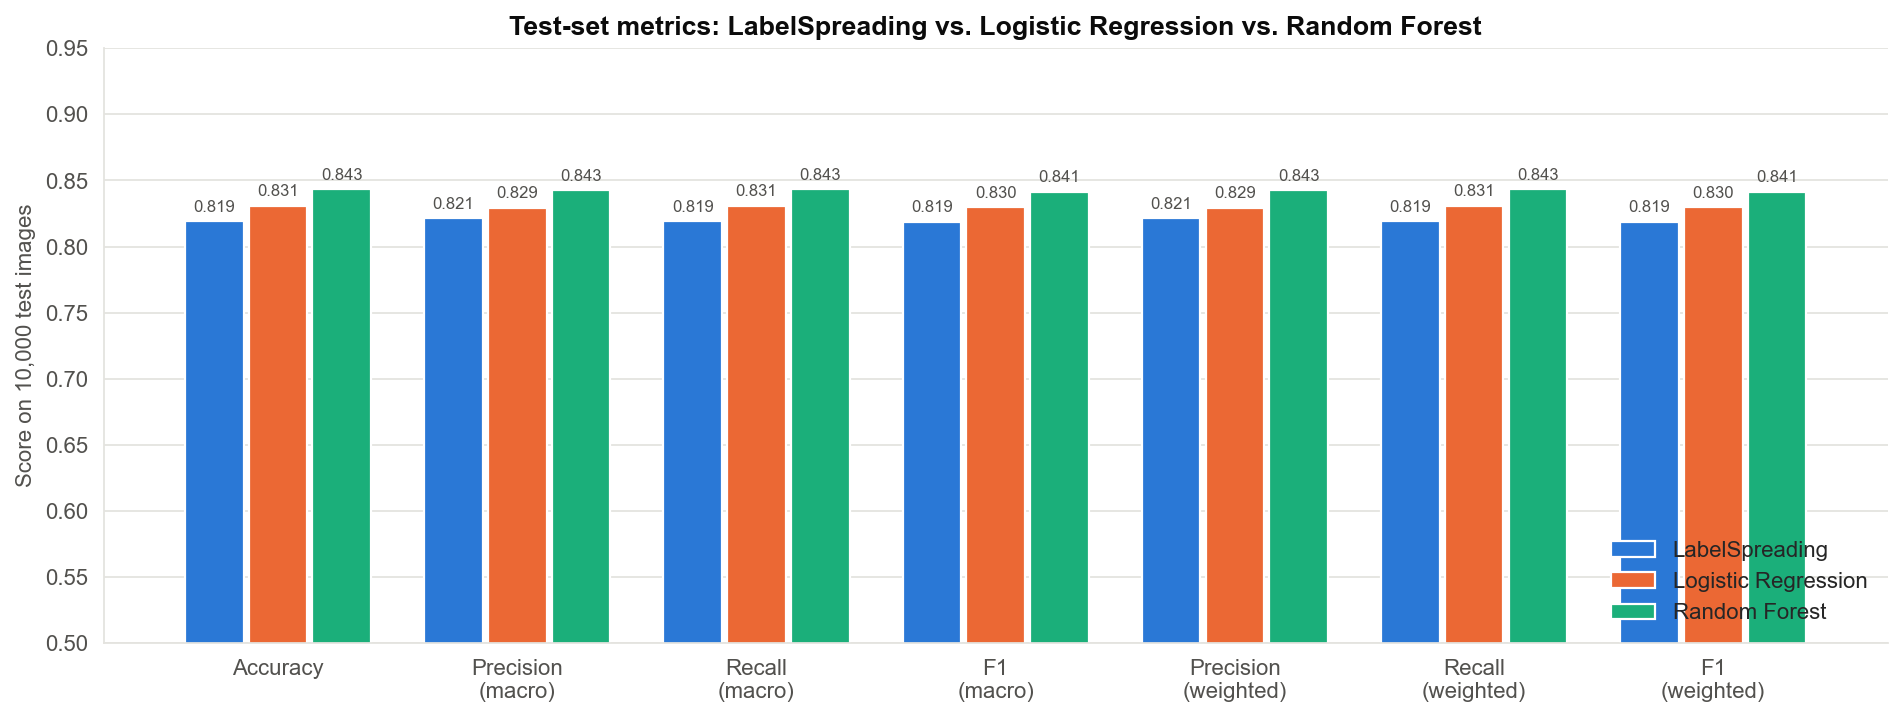 Test-set metrics: LabelSpreading vs. Logistic Regression vs. Random Forest
Score on 10,000 test images
0.95
0.90
0.85
0.80
0.75
0.70
0.65
0.60
0.55
0.50
0.819 0.831 0.843
0.821 0.829 0.843
0.819 0.831 0.843
0.819 0.830 0.841
0.821 0.829 0.843
0.819 0.831 0.843
0.819 0.830 0.841
LabelSpreading
Logistic Regression
Random Forest
Accuracy
Precision
(macro)
Recall
(macro)
F1
(macro)
Precision
(weighted)
Recall
(weighted)
F1
(weighted)